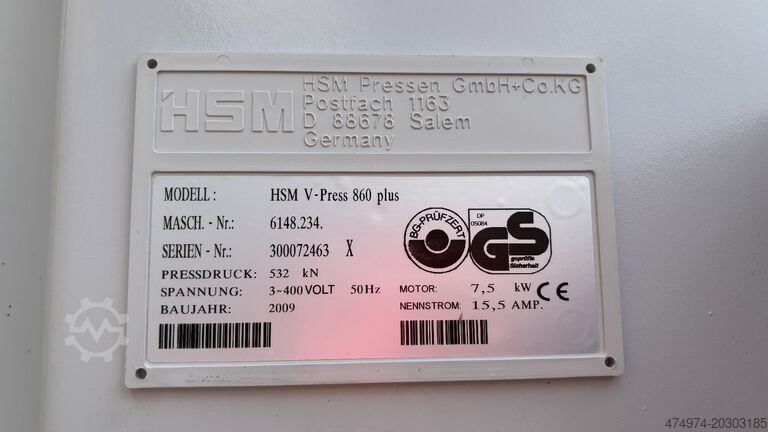 HSM
HSM Pressen GmbH+Co.KG
Postfach 1163
D 88678 Salem
Germany
MODELL: HSM V-Press 860 plus
MASCH. - Nr.: 6148.234.
SERIEN - Nr.: 300072463 X
PRESSDRUCK: 532 kN
SPANNUNG: 3~400VOLT 50Hz
BAUJAHR: 2009
BG-PRÜFZERT
DP
05084
GS
geprüfte
Sicherheit
MOTOR: 7,5 kW CE
NENNSTROM: 15,5 AMP.
474974-20303185